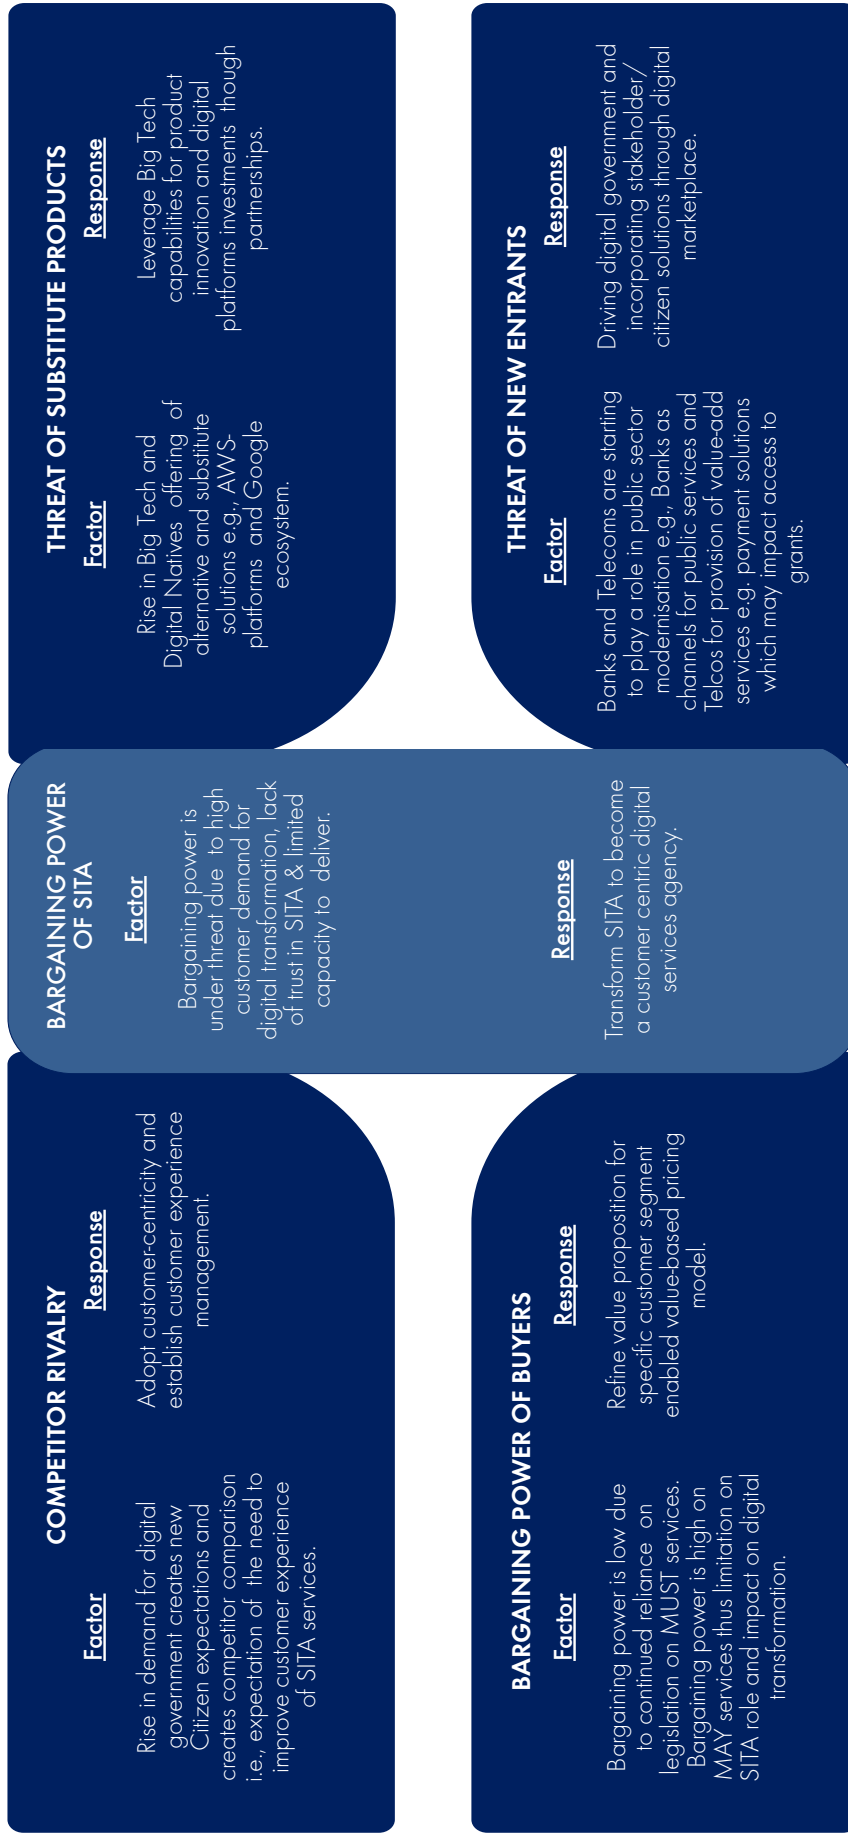 COMPETITOR RIVALRY
Factor
Rise in demand for digital
government creates new
Citizen expectations and
creates competitor comparison
i.e., expectation of the need to
improve customer experience
of SITA services.
Response
Adopt customer-centricity and
establish customer experience
management.
BARGAINING POWER
OF SITA
Factor
Bargaining power is
under threat due to high
customer demand for
digital transformation, lack
of trust in SITA & limited
capacity to deliver.
Response
Transform SITA to become
a customer centric digital
services agency.
THREAT OF SUBSTITUTE PRODUCTS
Factor
Rise in Big Tech and
Digital Natives offering of
alternative and substitute
solutions e.g., AWS-
platforms and Google
ecosystem.
Response
Leverage Big Tech
capabilities for product
innovation and digital
platforms investments though
partnerships.
BARGAINING POWER OF BUYERS
Factor
Bargaining power is low due
to continued reliance on
legislation on MUST services.
Bargaining power is high on
MAY services thus limitation on
SITA role and impact on digital
transformation.
Response
Refine value proposition for
specific customer segment
enabled value-based pricing
model.
THREAT OF NEW ENTRANTS
Factor
Banks and Telecoms are starting
to play a role in public sector
modernisation e.g., Banks as
channels for public services and
Telcos for provision of value-add
services e.g. payment solutions
which may impact access to
grants.
Response
Driving digital government and
incorporating stakeholder/
citizen solutions through digital
marketplace.